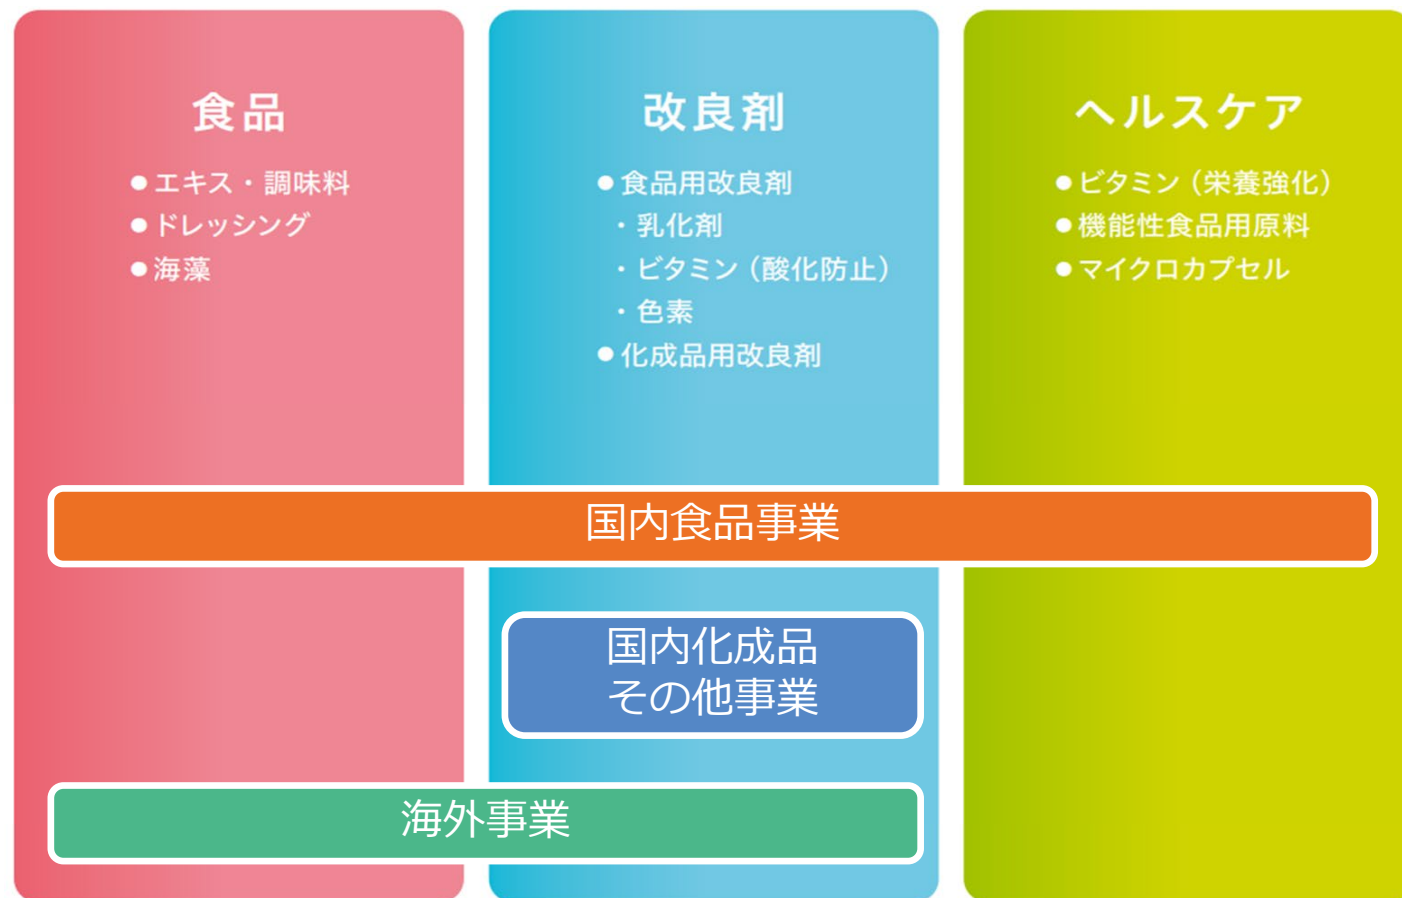 食品
●エキス・調味料
●ドレッシング
●海藻
改良剤
●食品用改良剤
・乳化剤
・ビタミン（酸化防止）
・色素
●化成品用改良剤
ヘルスケア
●ビタミン（栄養強化）
●機能性食品用原料
●マイクロカプセル
国内食品事業
国内化成品
その他事業
海外事業